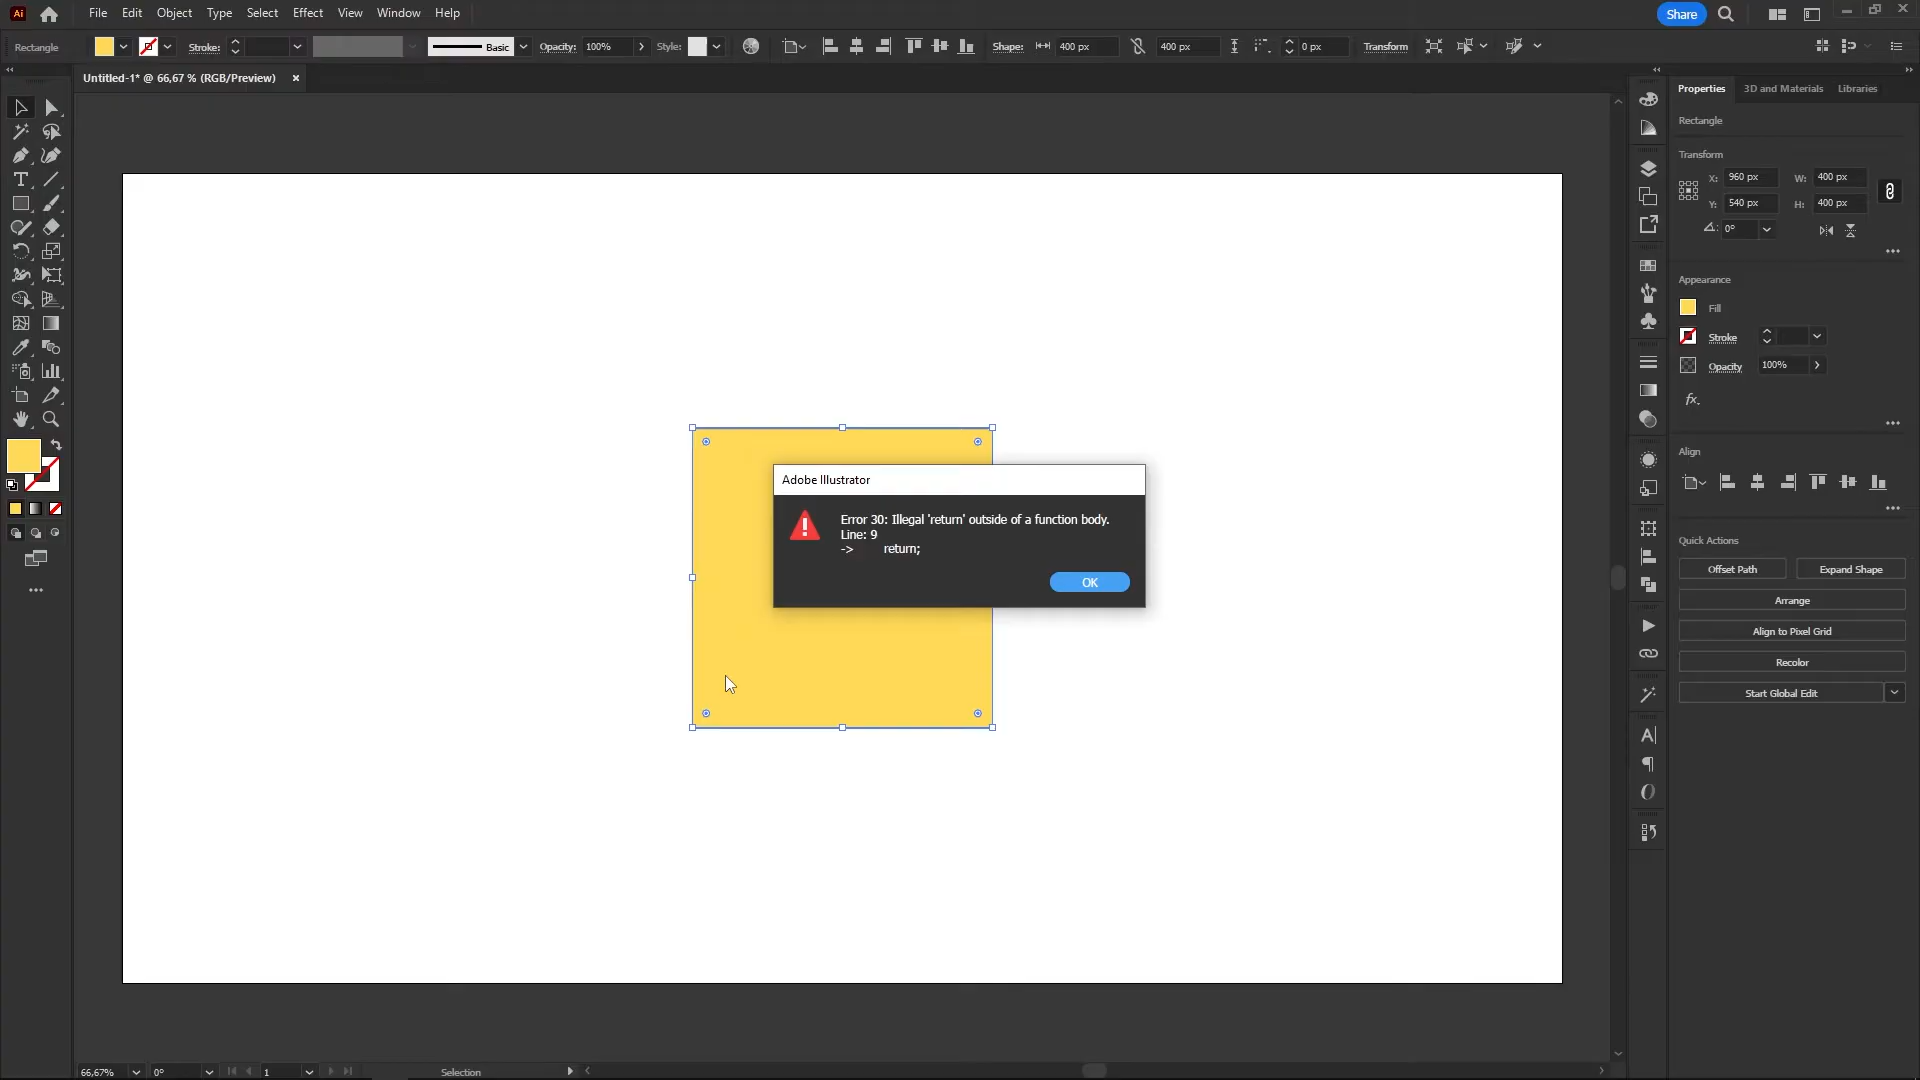 Ai File Edit Object Type Select Effect View Window Help Share
Rectangle Stroke: Basic Opacity: 100% Style: Shape: 400 px 400 px 0 px Transform
Untitled-1* @ 66,67 % (RGB/Preview) ×
Properties 3D and Materials Libraries
Rectangle
Transform
X: 960 px W: 400 px
Y: 540 px H: 400 px
0°
Appearance
Fill
Stroke
Opacity 100%
fx.
Align
Adobe Illustrator
Error 30: Illegal 'return' outside of a function body.
Line: 9
-> return;
OK
Quick Actions
Offset Path Expand Shape
Arrange
Align to Pixel Grid
Recolor
Start Global Edit
66,67% 0° 1 Selection